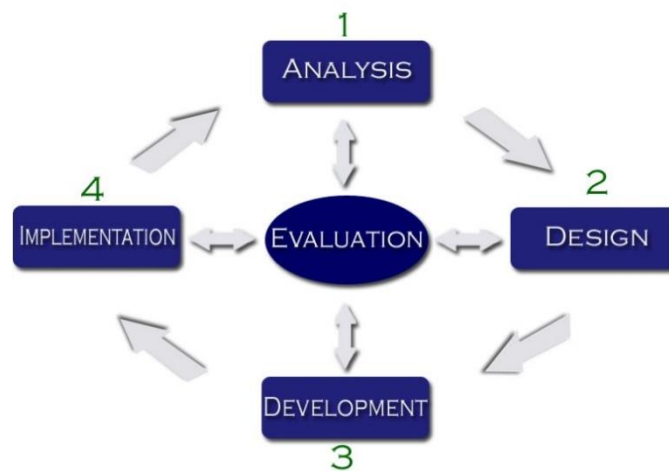 1
ANALYSIS
2
DESIGN
3
DEVELOPMENT
4
IMPLEMENTATION
EVALUATION